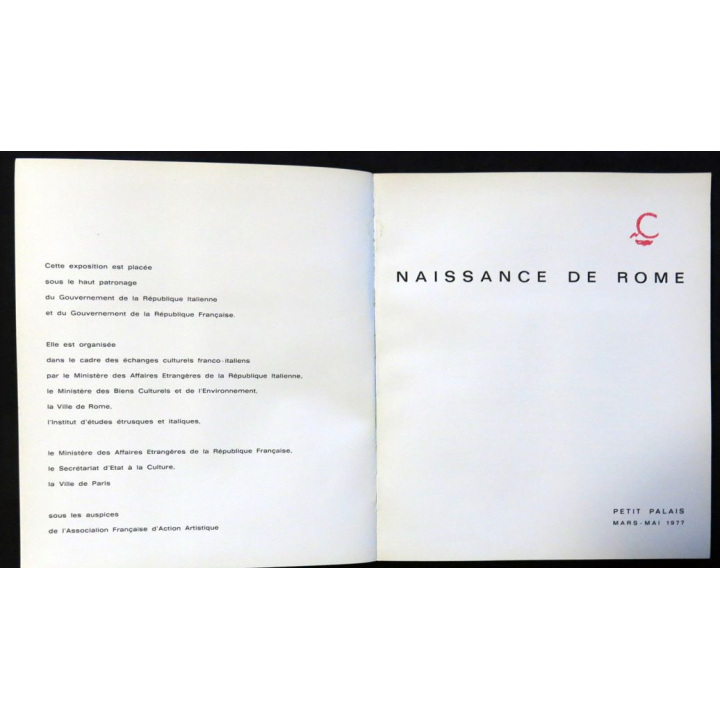 Cette exposition est placée
sous le haut patronage
du Gouvernement de la République Italienne
et du Gouvernement de la République Française.
Elle est organisée
dans le cadre des échanges culturels franco-italiens
par le Ministère des Affaires Etrangères de la République Italienne,
le Ministère des Biens Culturels et de l'Environnement,
la Ville de Rome,
l'Institut d'études étrusques et italiques,
le Ministère des Affaires Etrangères de la République Française,
le Secrétariat d'Etat à la Culture,
la Ville de Paris
sous les auspices
de l'Association Française d'Action Artistique
C
NAISSANCE DE ROME
PETIT PALAIS
MARS-MAI 1977